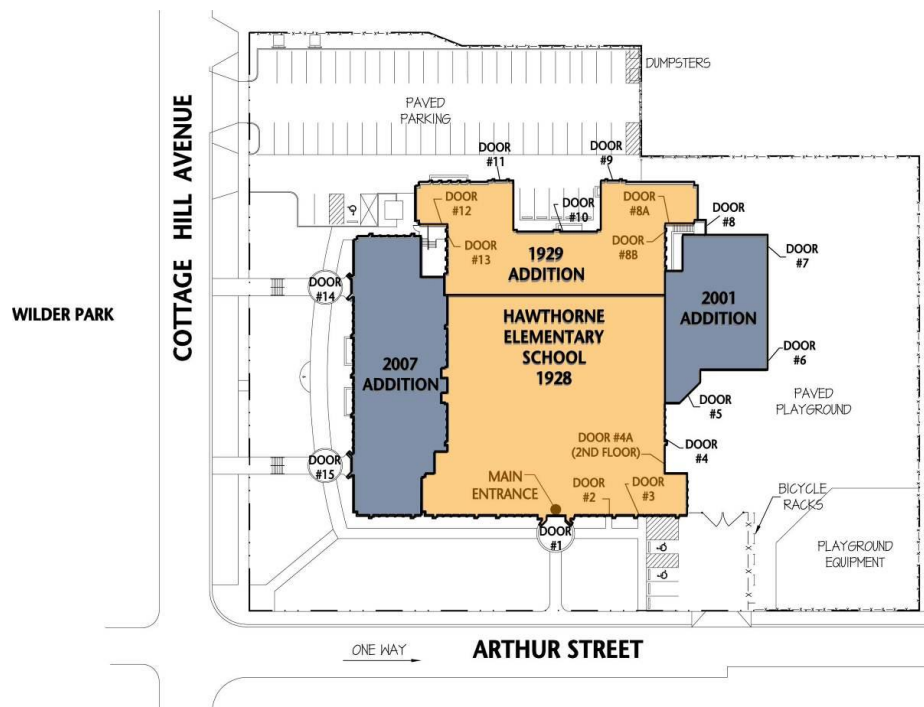 DUMPSTERS
PAVED
PARKING
COTTAGE HILL AVENUE
DOOR
#11
DOOR
#9
DOOR
#12
DOOR
#10
DOOR
#8A
DOOR
#8
DOOR
#13
1929
ADDITION
DOOR
#8B
DOOR
#7
DOOR
#14
WILDER PARK
2001
ADDITION
HAWTHORNE
ELEMENTARY
SCHOOL
1928
2007
ADDITION
DOOR
#6
DOOR
#5
PAVED
PLAYGROUND
DOOR #4A
(2ND FLOOR)
DOOR
#4
DOOR
#15
MAIN
ENTRANCE
DOOR
#2
DOOR
#3
BICYCLE
RACKS
DOOR
#1
PLAYGROUND
EQUIPMENT
ONE WAY
ARTHUR STREET